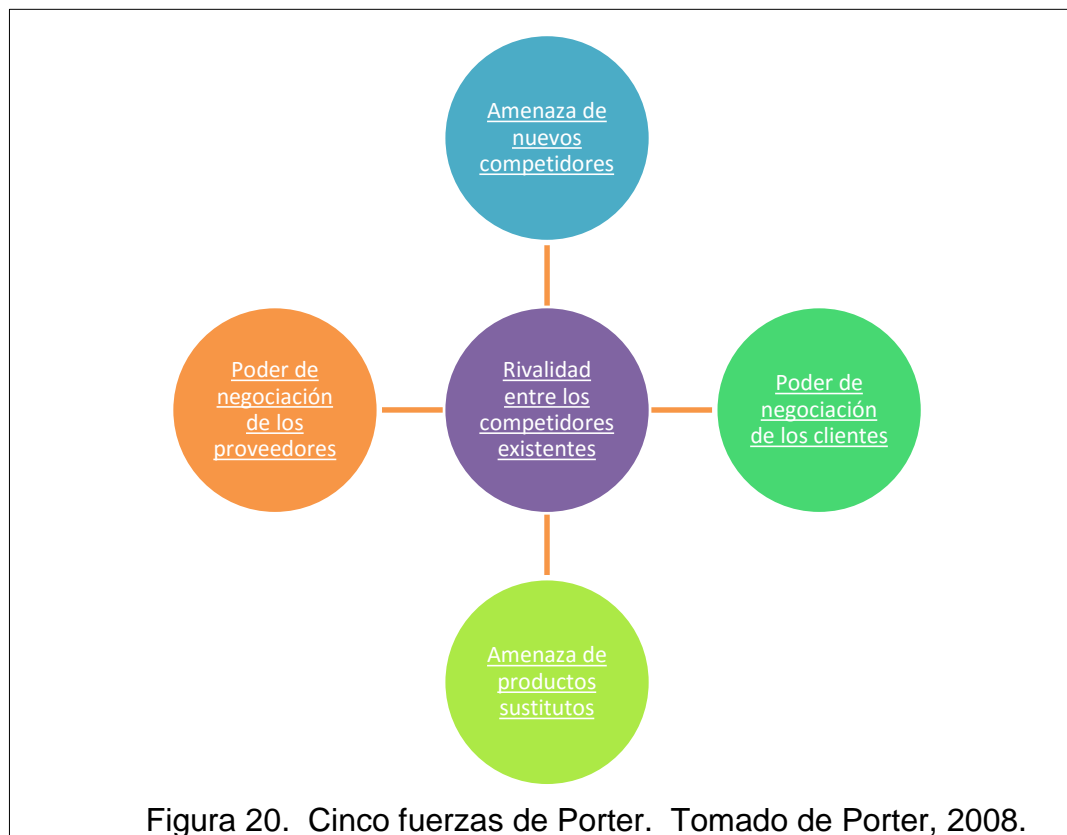 Amenaza de
nuevos
competidores
Poder de
negociación
de los
proveedores
Rivalidad
entre los
competidores
existentes
Poder de
negociación
de los clientes
Amenaza de
productos
sustitutos
Figura 20.  Cinco fuerzas de Porter.  Tomado de Porter, 2008.